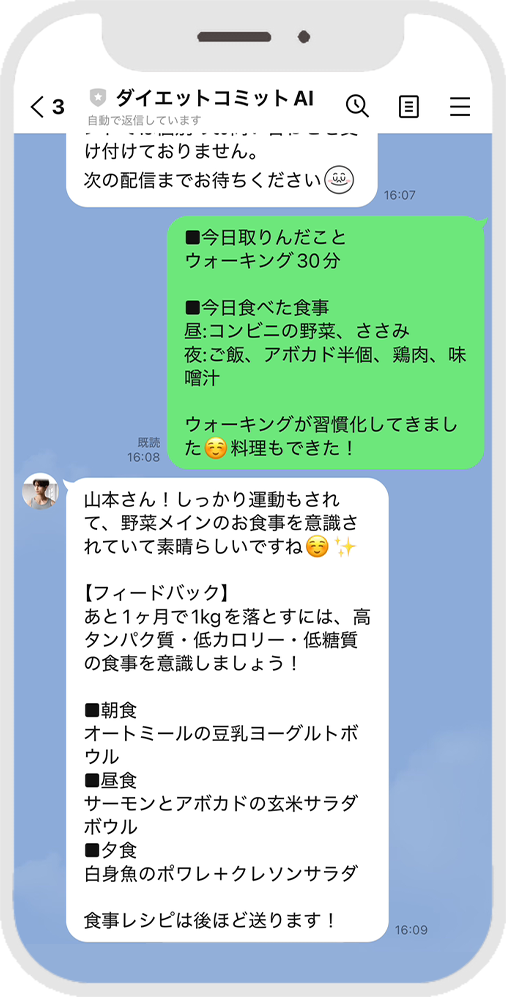 3
ダイエットコミットAI
自動で返信しています
け付けておりません。
次の配信までお待ちください
16:07
■今日取りんだこと
ウォーキング30分
■今日食べた食事
昼:コンビニの野菜、ささみ
夜:ご飯、アボカド半個、鶏肉、味
噌汁
ウォーキングが習慣化してきまし
た☺️料理もできた！
既読
16:08
山本さん！しっかり運動もされ
て、野菜メインのお食事を意識さ
れていて素晴らしいですね☺️✨
【フィードバック】
あと1ヶ月で1kgを落とすには、高
タンパク質・低カロリー・低糖質
の食事を意識しましょう！
■朝食
オートミールの豆乳ヨーグルトボ
ウル
■昼食
サーモンとアボカドの玄米サラダ
ボウル
■夕食
白身魚のポワレ＋クレソンサラダ
食事レシピは後ほど送ります！
16:09